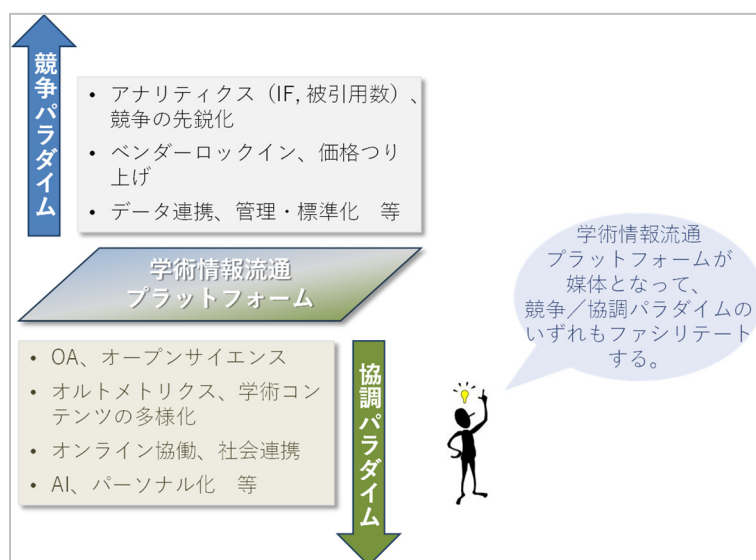 競争パラダイム
• アナリティクス（IF, 被引用数）、
競争の先鋭化
• ベンダーロックイン、価格つり
上げ
• データ連携、管理・標準化　等
学術情報流通
プラットフォーム
学術情報流通
プラットフォームが
媒体となって、
競争／協調パラダイムの
いずれもファシリテート
する。
• OA、オープンサイエンス
• オルトメトリクス、学術コン
テンツの多様化
• オンライン協働、社会連携
• AI、パーソナル化　等
協調パラダイム